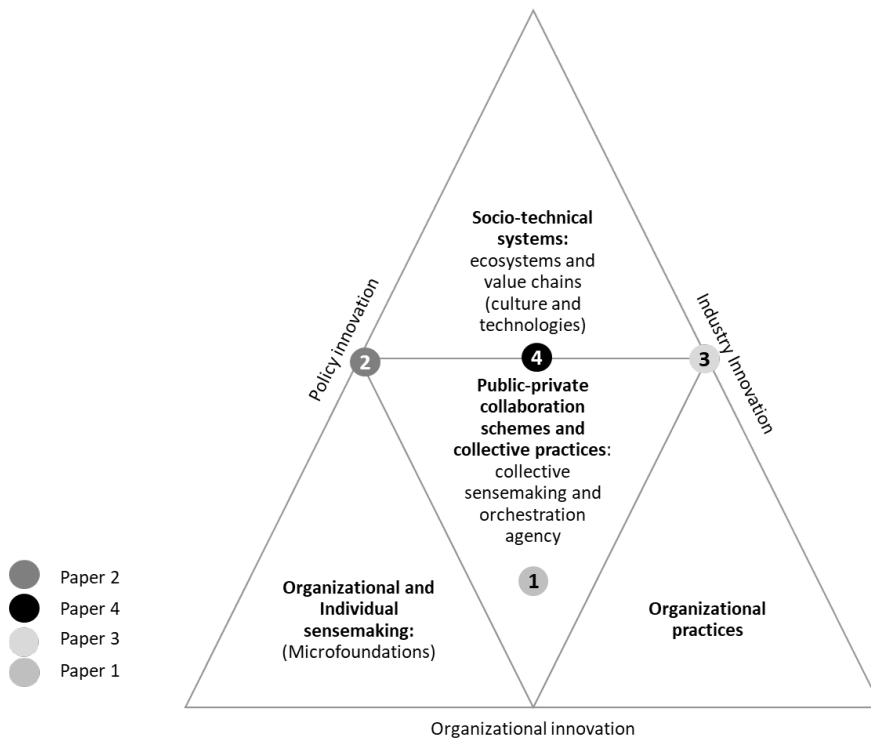 Socio-technical
systems:
ecosystems and
value chains
(culture and
technologies)
Policy innovation
Industry Innovation
2
4
3
Public-private
collaboration
schemes and
collective practices:
collective
sensemaking and
orchestration
agency
1
Organizational and
Individual
sensemaking:
(Microfoundations)
Organizational
practices
Paper 2
Paper 4
Paper 3
Paper 1
Organizational innovation